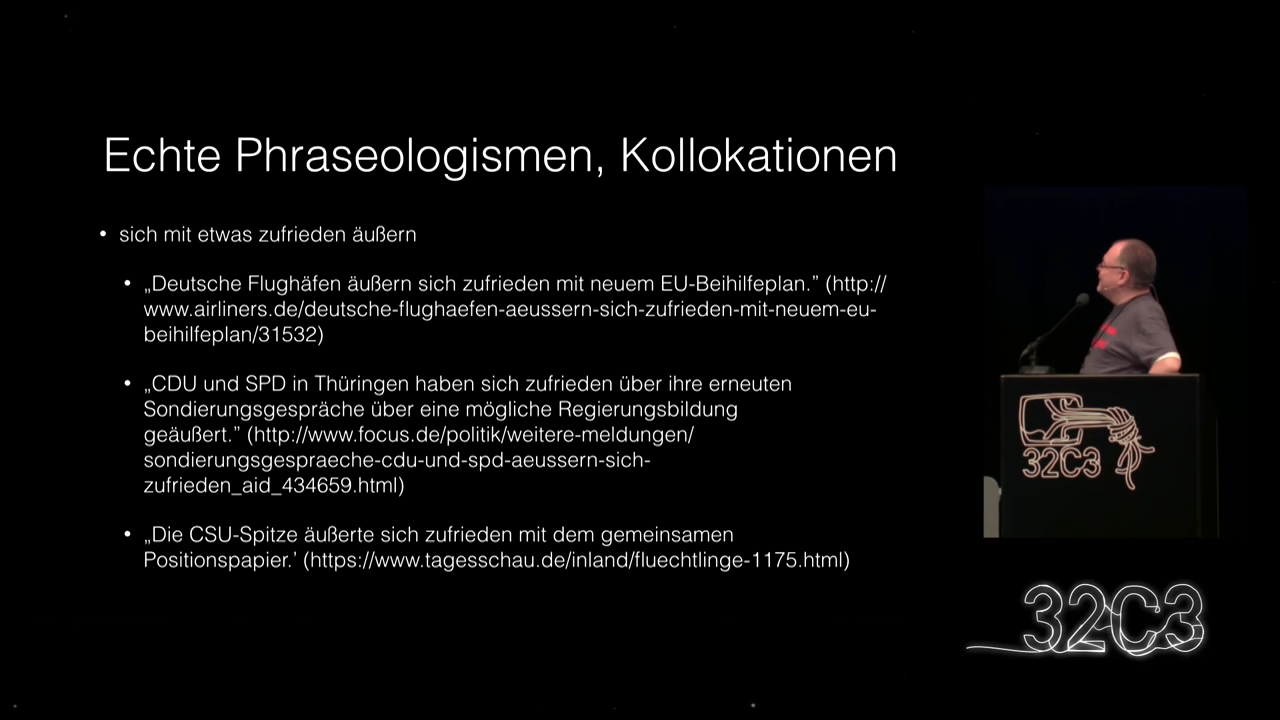 Echte Phraseologismen, Kollokationen
• sich mit etwas zufrieden äußern
• „Deutsche Flughäfen äußern sich zufrieden mit neuem EU-Beihilfeplan.” (http://
www.airliners.de/deutsche-flughaefen-aeussern-sich-zufrieden-mit-neuem-eu-
beihilfeplan/31532)
• „CDU und SPD in Thüringen haben sich zufrieden über ihre erneuten
Sondierungsgespräche über eine mögliche Regierungsbildung
geäußert.” (http://www.focus.de/politik/weitere-meldungen/
sondierungsgespraeche-cdu-und-spd-aeussern-sich-
zufrieden_aid_434659.html)
• „Die CSU-Spitze äußerte sich zufrieden mit dem gemeinsamen
Positionspapier.’ (https://www.tagesschau.de/inland/fluechtlinge-1175.html)
32C3
32C3